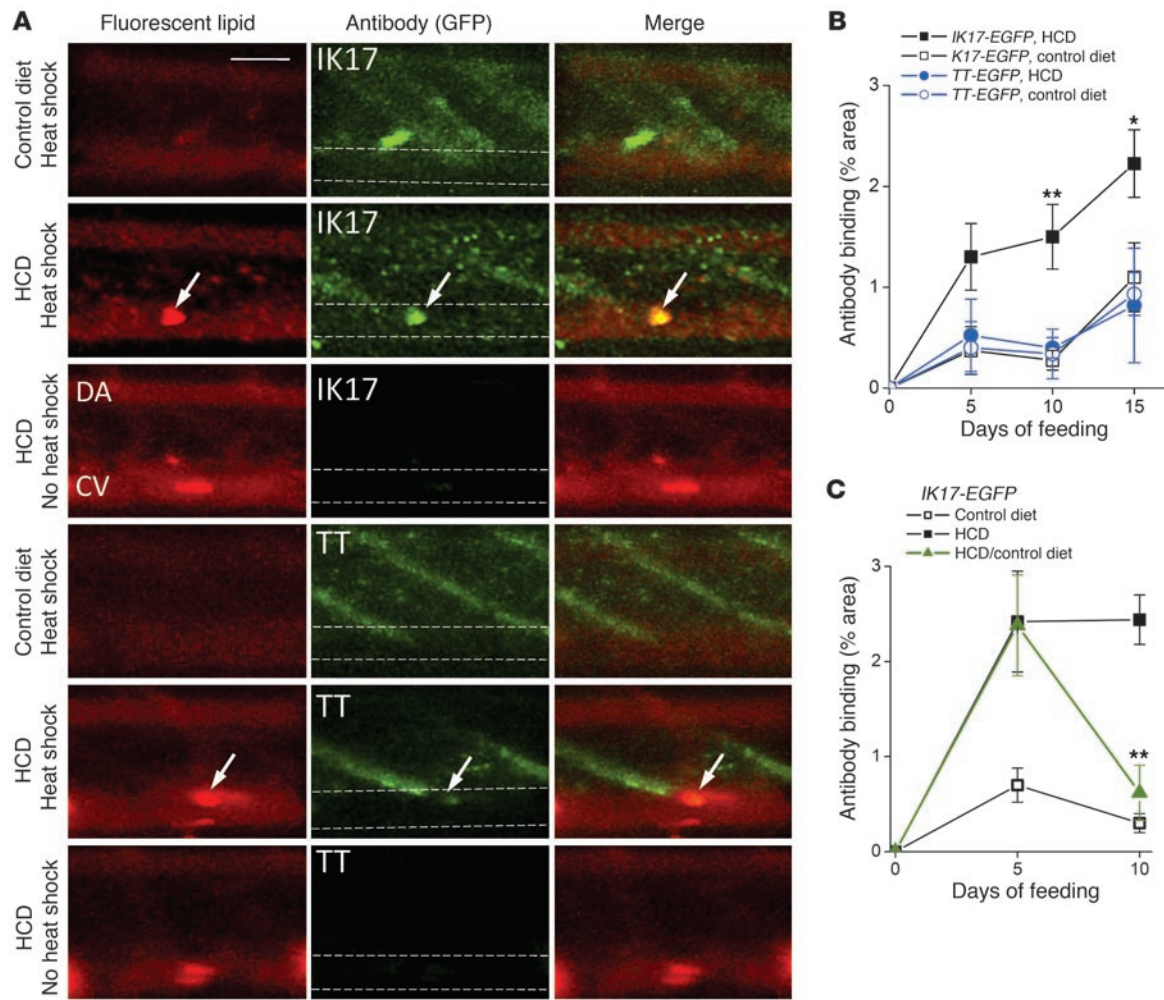 A
Fluorescent lipid
Antibody (GFP)
Merge
Control diet
Heat shock
IK17
HCD
Heat shock
IK17
HCD
No heat shock
DA
CV
IK17
Control diet
Heat shock
TT
HCD
Heat shock
TT
HCD
No heat shock
TT
B
IK17-EGFP, HCD
K17-EGFP, control diet
TT-EGFP, HCD
TT-EGFP, control diet
Antibody binding (% area)
3
2
1
0
**
*
0 5 10 15
Days of feeding
C
IK17-EGFP
Control diet
HCD
HCD/control diet
Antibody binding (% area)
3
2
1
0
**
0 5 10
Days of feeding